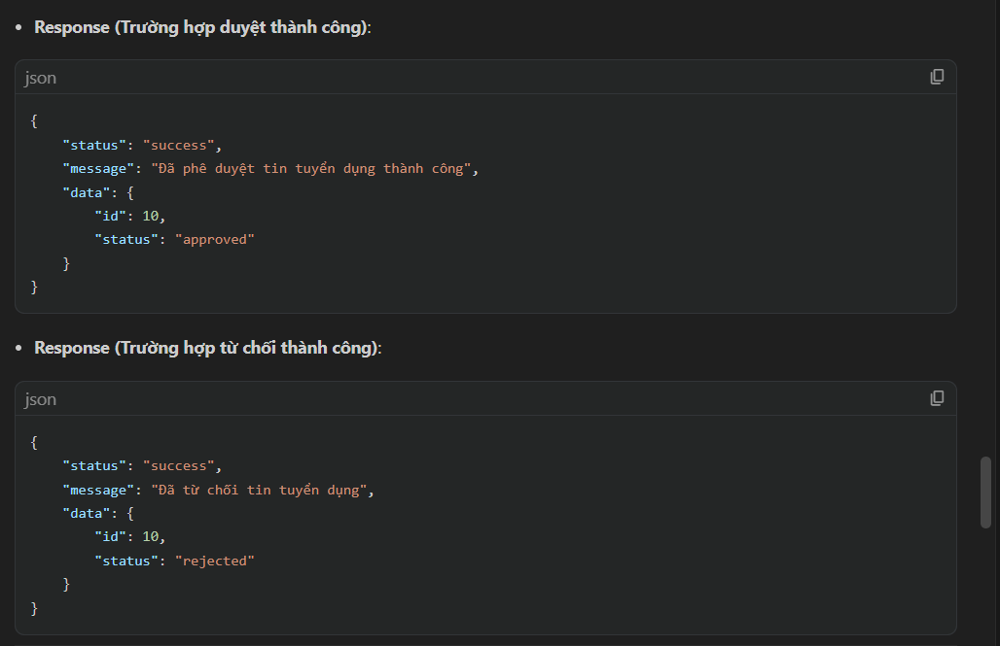 • Response (Trường hợp duyệt thành công):
json
{
    "status": "success",
    "message": "Đã phê duyệt tin tuyển dụng thành công",
    "data": {
        "id": 10,
        "status": "approved"
    }
}
• Response (Trường hợp từ chối thành công):
json
{
    "status": "success",
    "message": "Đã từ chối tin tuyển dụng",
    "data": {
        "id": 10,
        "status": "rejected"
    }
}